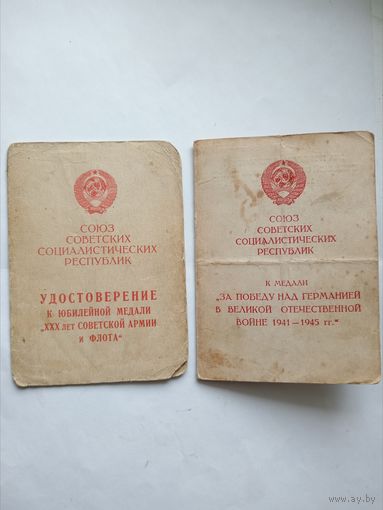 СОЮЗ
СОВЕТСКИХ
СОЦИАЛИСТИЧЕСКИХ
РЕСПУБЛИК
УДОСТОВЕРЕНИЕ
К ЮБИЛЕЙНОЙ МЕДАЛИ
„XXX лет СОВЕТСКОЙ АРМИИ
и ФЛОТА“
СОЮЗ
СОВЕТСКИХ
СОЦИАЛИСТИЧЕСКИХ
РЕСПУБЛИК
К МЕДАЛИ
„ЗА ПОБЕДУ НАД ГЕРМАНИЕЙ
В ВЕЛИКОЙ ОТЕЧЕСТВЕННОЙ
ВОЙНЕ 1941—1945 гг.“
www.ay.by